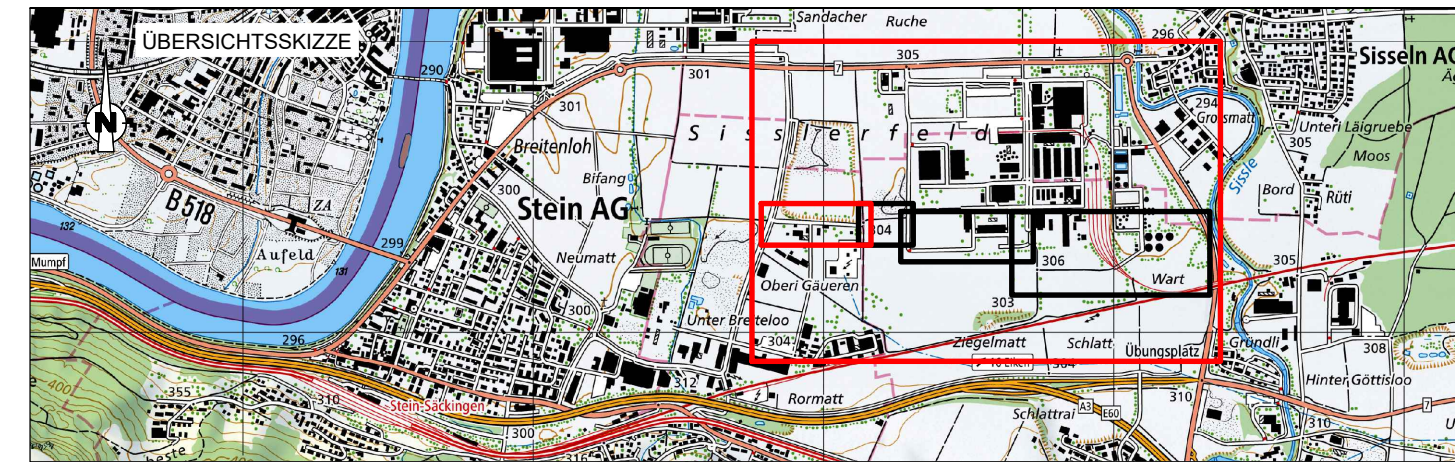 ÜBERSICHTSSKIZZE
N
Sandacher
Ruche
296
290
301
7
305
Sisseln AG
301
294
Grossmatt
Unteri Läigruebe
305
Moos
Breitenloh
Sisslerfeld
Sissle
300
Bifang
Bord
Rüti
B 518
ZA
Stein AG
304
299
132
Aufeld
131
Neumatt
306
Wart
305
Mumpf
Oberi Gäueren
303
300
Unter Breiteloo
296
304
Ziegelmatt
Schlatt
Übungsplatz
Gründli
308
355
312
Hinter Göttisloo
400
310
Stein-Säckingen
Rormatt
310
7
Schlattrai
A3
E60
310
300
316